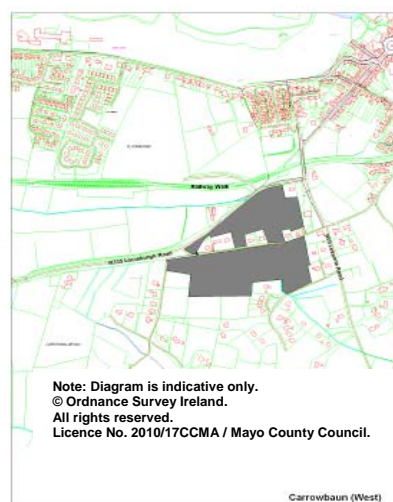 Railway Walk
Note: Diagram is indicative only.
© Ordnance Survey Ireland.
All rights reserved.
Licence No. 2010/17CCMA / Mayo County Council.
Carrowbaun (West)